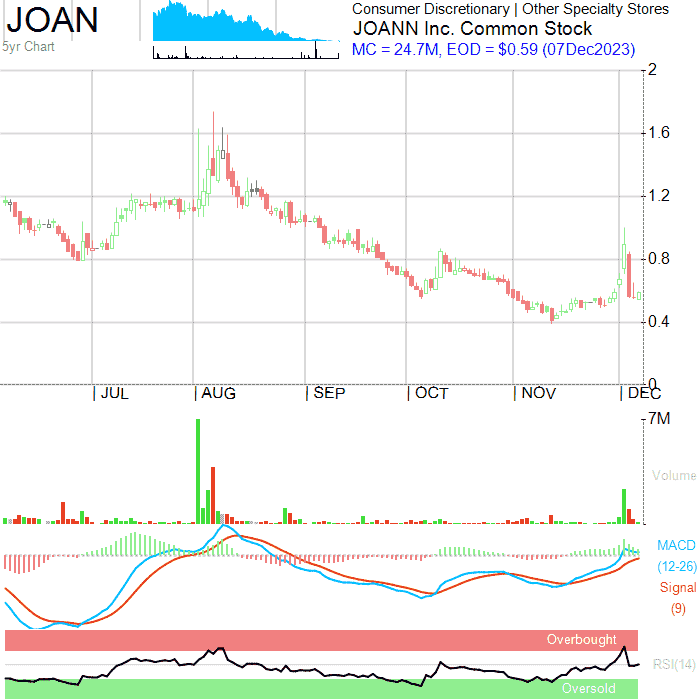 JOAN
5yr Chart
Consumer Discretionary | Other Specialty Stores
JOANN Inc. Common Stock
MC = 24.7M, EOD = $0.59 (07Dec2023)
2
1.6
1.2
0.8
0.4
0
| JUL | AUG | SEP | OCT | NOV | DEC
7M
Volume
MACD
(12-26)
Signal
(9)
Overbought
RSI(14)
Oversold